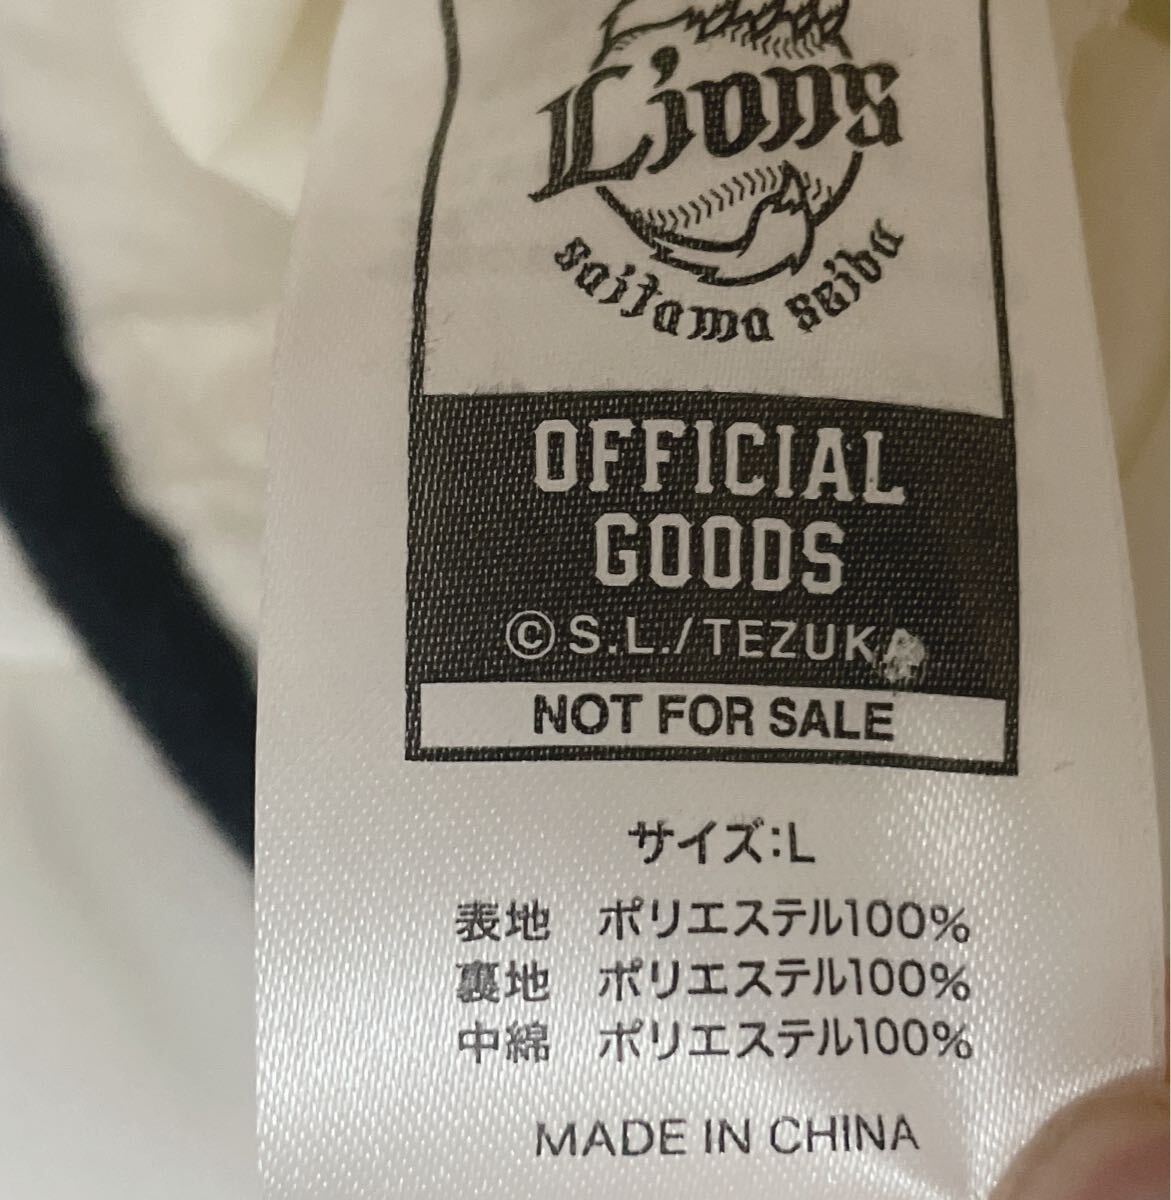 Lions
saitama seibu
OFFICIAL
GOODS
© S.L./TEZUKA
NOT FOR SALE
サイズ:L
表地 ポリエステル100%
裏地 ポリエステル100%
中綿 ポリエステル100%
MADE IN CHINA